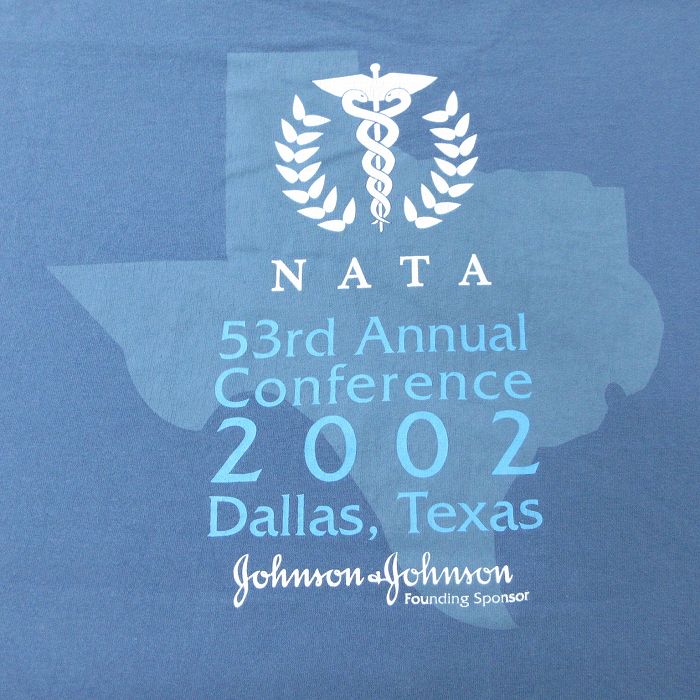 NATA
53rd Annual
Conference
2002
Dallas, Texas
Johnson & Johnson
Founding Sponsor